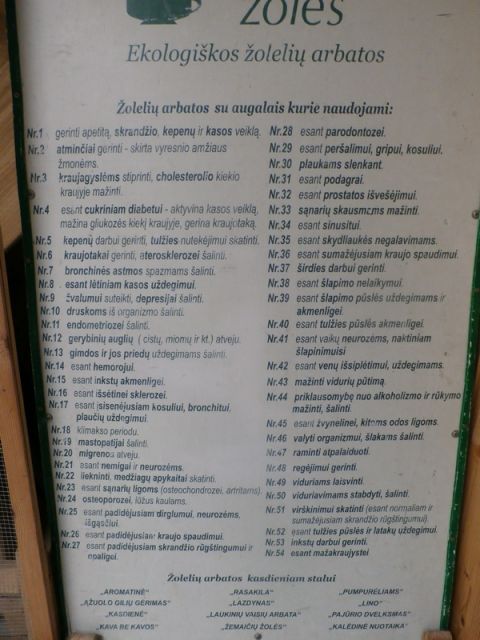 žolės
Ekologiškos žolelių arbatos
Žolelių arbatos su augalais kurie naudojami:
Nr.1 gerinti apetitą, skrandžio, kepenų ir kasos veiklą.
Nr.2 atminčiai gerinti - skirta vyresnio amžiaus
žmonėms.
Nr.3 kraujagyslėms stiprinti, cholesterolio kiekio
kraujyje mažinti.
Nr.4 esant cukriniam diabetui - aktyvina kasos veiklą,
mažina gliukozės kiekį kraujyje, gerina kraujotaką.
Nr.5 kepenų darbui gerinti, tulžies nutekėjimui skatinti.
Nr.6 kraujotakai gerinti, aterosklerozei šalinti.
Nr.7 bronchinės astmos spazmams šalinti.
Nr.8 esant lėtiniam kasos uždegimui.
Nr.9 žvalumui suteikti, depresijai šalinti.
Nr.10 druskoms iš organizmo šalinti.
Nr.11 endometriozei šalinti.
Nr.12 gerybinių auglių ( cistų, miomų ir kt.) atveju.
Nr.13 gimdos ir jos priedų uždegimams šalinti.
Nr.14 esant hemorojui.
Nr.15 esant inkstų akmenligei.
Nr.16 esant išsėtinei sklerozei.
Nr.17 esant įsisenėjusiam kosuliui, bronchitui,
plaučių uždegimui.
Nr.18 klimakso periodu.
Nr.19 mastopatijai šalinti.
Nr.20 migrenos atveju.
Nr.21 esant nemigai ir neurozėms.
Nr.22 liekninti, medžiagų apykaitai skatinti.
Nr.23 esant sąnarių ligoms (osteochondrozei, artritams).
Nr.24 osteoporozei, lūžus kaulams.
Nr.25 esant padidėjusiam dirglumui, neurozėms,
išgąsčiui.
Nr.26 esant padidėjusiam kraujo spaudimui.
Nr.27 esant padidėjusiam skrandžio rūgštingumui ir
opaligei.
Nr.28 esant parodontozei.
Nr.29 esant peršalimui, gripui, kosuliui.
Nr.30 plaukams slenkant.
Nr.31 esant podagrai.
Nr.32 esant prostatos išvešėjimui.
Nr.33 sąnarių skausmams mažinti.
Nr.34 esant sinusitui.
Nr.35 esant skydliaukės negalavimams.
Nr.36 esant sumažėjusiam kraujo spaudimui.
Nr.37 širdies darbui gerinti.
Nr.38 esant šlapimo nelaikymui.
Nr.39 esant šlapimo pūslės uždegimams ir
akmenligei.
Nr.40 esant tulžies pūslės akmenligei.
Nr.41 esant vaikų neurozėms, naktiniam
šlapinimuisi
Nr.42 esant venų išsiplėtimui, uždegimams.
Nr.43 mažinti vidurių pūtimą.
Nr.44 priklausomybę nuo alkoholizmo ir rūkymo
mažinti, šalinti.
Nr.45 esant žvynelinei, kitoms odos ligoms.
Nr.46 valyti organizmui, šlakams šalinti.
Nr.47 raminti atpalaiduoti.
Nr.48 regėjimui gerinti.
Nr.49 viduriams laisvinti.
Nr.50 viduriavimams stabdyti, šalinti.
Nr.51 virškinimui skatinti (esant normaliam ir
sumažėjusiam skrandžio rūgštingumui).
Nr.52 esant tulžies pūslės ir latakų uždegimui.
Nr.53 inkstų darbui gerinti.
Nr.54 esant mažakraujystei
Žolelių arbatos kasdieniam stalui
„AROMATINĖ“ „RASAKILA“ „PUMPURĖLIAMS“
„ĄŽUOLO GILIŲ GĖRIMAS“ „LAZDYNAS“ „LINO“
„KASDIENĖ“ „LAUKINIŲ VAISIŲ ARBATA“ „PAJŪRIO DVELKSMAS“
„KAVA BE KAVOS“ „ŽEMAIČIŲ ŽOLĖS“ „KALĖDINĖ NUOTAIKA“